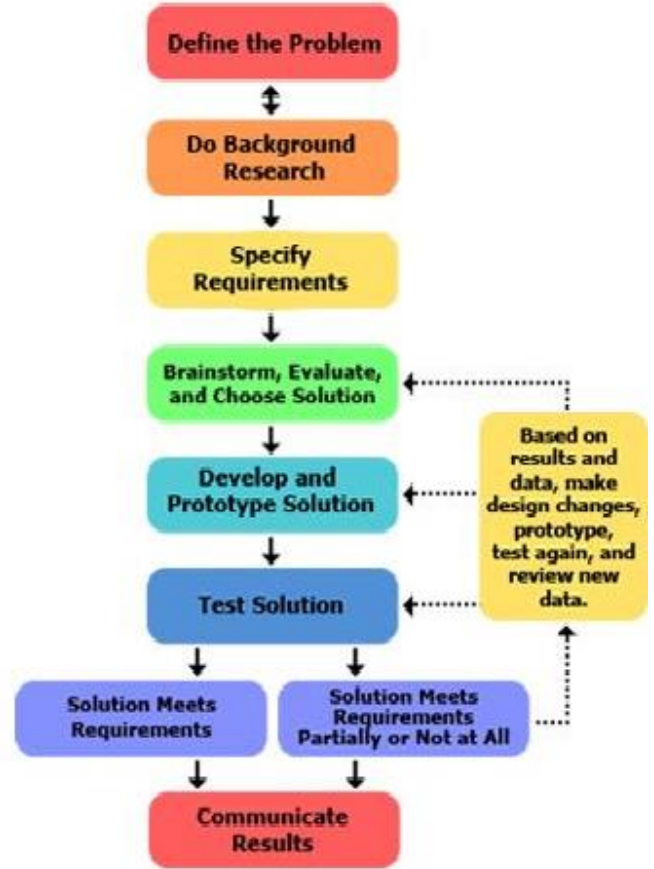 Define the Problem
Do Background
Research
Specify
Requirements
Brainstorm, Evaluate,
and Choose Solution
Develop and
Prototype Solution
Based on
results and
data, make
design changes,
prototype,
test again, and
review new
data.
Test Solution
Solution Meets
Requirements
Solution Meets
Requirements
Partially or Not at All
Communicate
Results